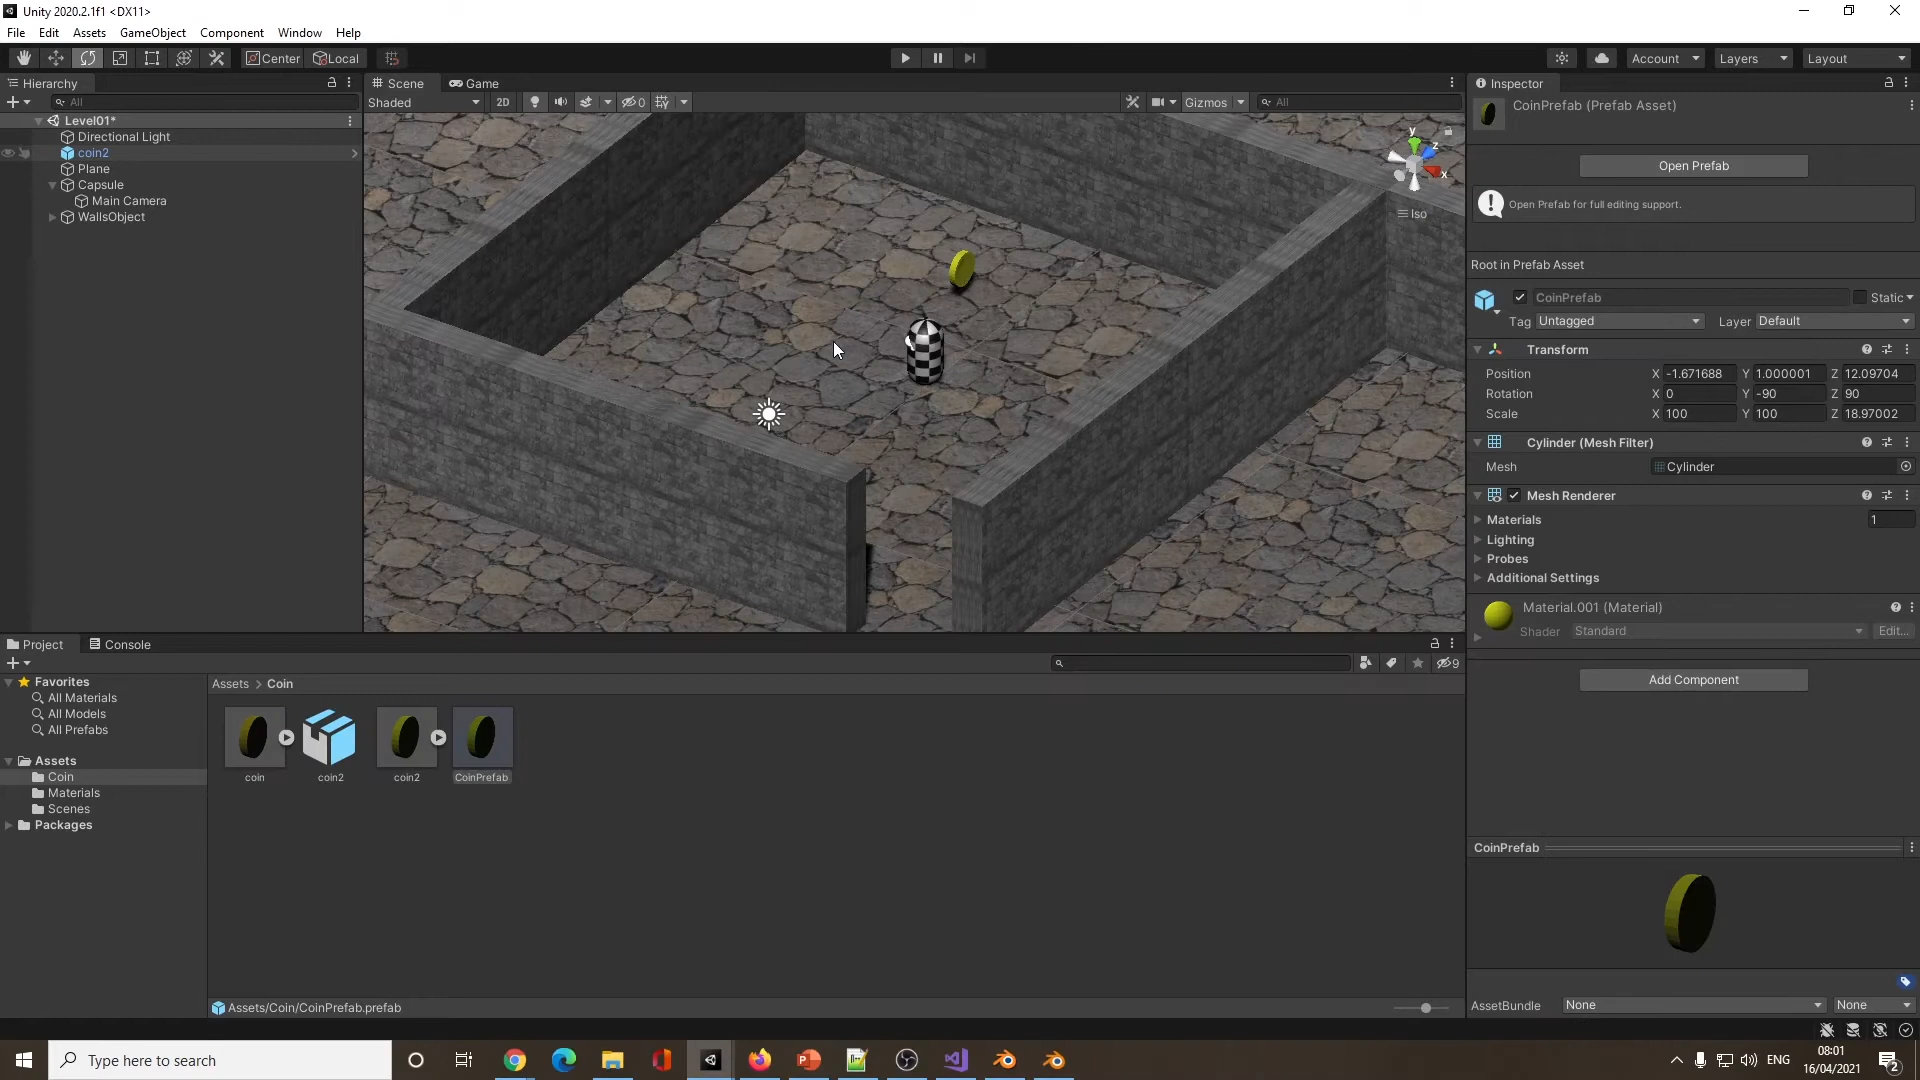 Unity 2020.2.1f1 <DX11>
File Edit Assets GameObject Component Window Help
Center Local Account Layers Layout
Hierarchy
All
Level01*
Directional Light
coin2
Plane
Capsule
Main Camera
WallsObject
Scene Game
Shaded 2D 0 Gizmos All
y
z
x
Iso
Inspector
CoinPrefab (Prefab Asset)
Open Prefab
Open Prefab for full editing support.
Root in Prefab Asset
CoinPrefab Static
Tag Untagged Layer Default
Transform
Position X -1.671688 Y 1.000001 Z 12.09704
Rotation X 0 Y -90 Z 90
Scale X 100 Y 100 Z 18.97002
Cylinder (Mesh Filter)
Mesh Cylinder
Mesh Renderer
Materials 1
Lighting
Probes
Additional Settings
Material.001 (Material)
Shader Standard Edit...
Add Component
CoinPrefab
AssetBundle None None
Project Console
9
Favorites
All Materials
All Models
All Prefabs
Assets
Coin
Materials
Scenes
Packages
Assets > Coin
coin coin2 coin2 CoinPrefab
Assets/Coin/CoinPrefab.prefab
Type here to search
ENG
08:01
16/04/2021
2